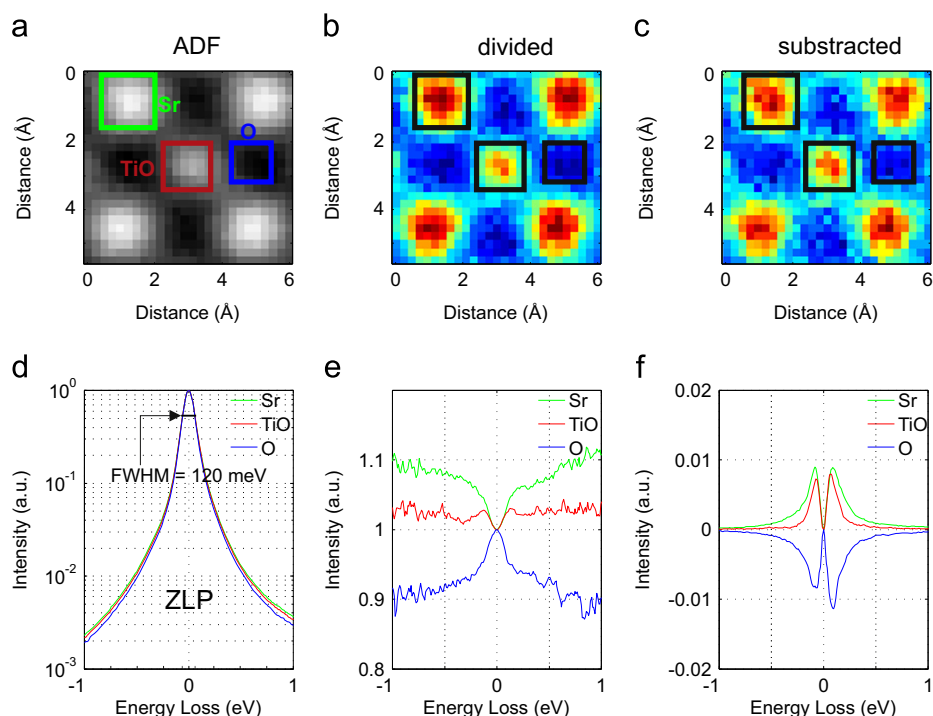 a
ADF
b
divided
c
substracted
0
2
4
Distance (Å)
Sr
O
TiO
0 2 4 6
Distance (Å)
0
2
4
Distance (Å)
0 2 4 6
Distance (Å)
0
2
4
Distance (Å)
0 2 4 6
Distance (Å)
d
10^0
10^-1
10^-2
10^-3
Intensity (a.u.)
Sr
TiO
O
FWHM = 120 meV
ZLP
-1 0 1
Energy Loss (eV)
e
1.1
1
0.9
0.8
Intensity (a.u.)
Sr
TiO
O
-1 0 1
Energy Loss (eV)
f
0.02
0.01
0
-0.01
-0.02
Intensity (a.u.)
Sr
TiO
O
-1 0 1
Energy Loss (eV)